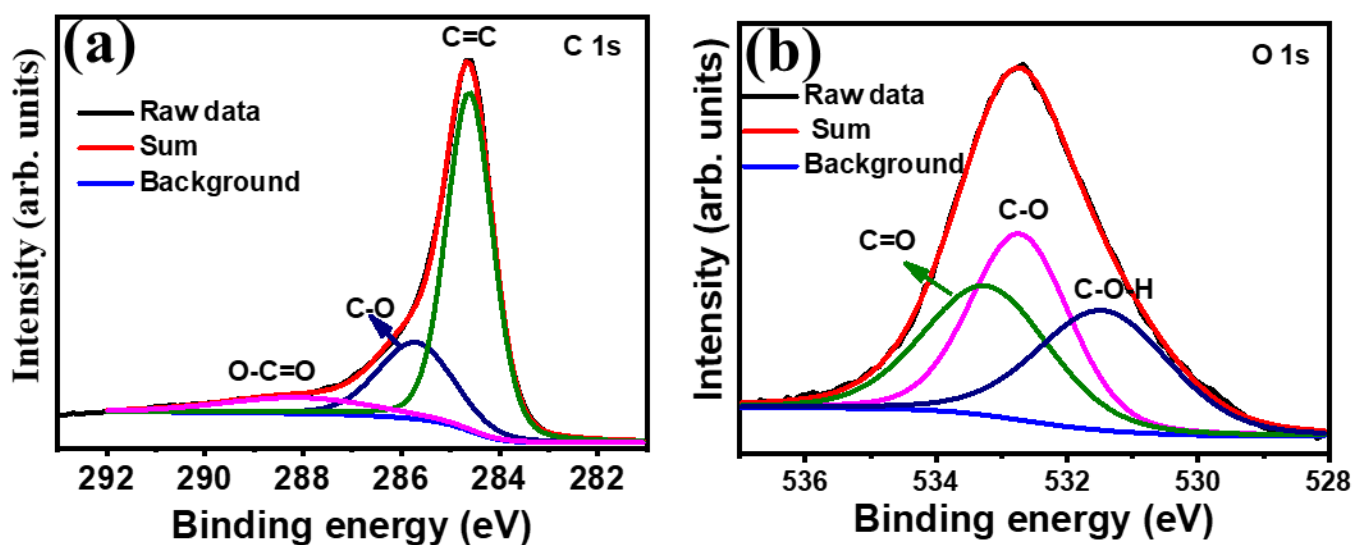 (a)
C=C
C 1s
Raw data
Sum
Background
C-O
O-C=O
Intensity (arb. units)
292 290 288 286 284 282
Binding energy (eV)
(b)
O 1s
Raw data
Sum
Background
C-O
C=O
C-O-H
Intensity (arb. units)
536 534 532 530 528
Binding energy (eV)